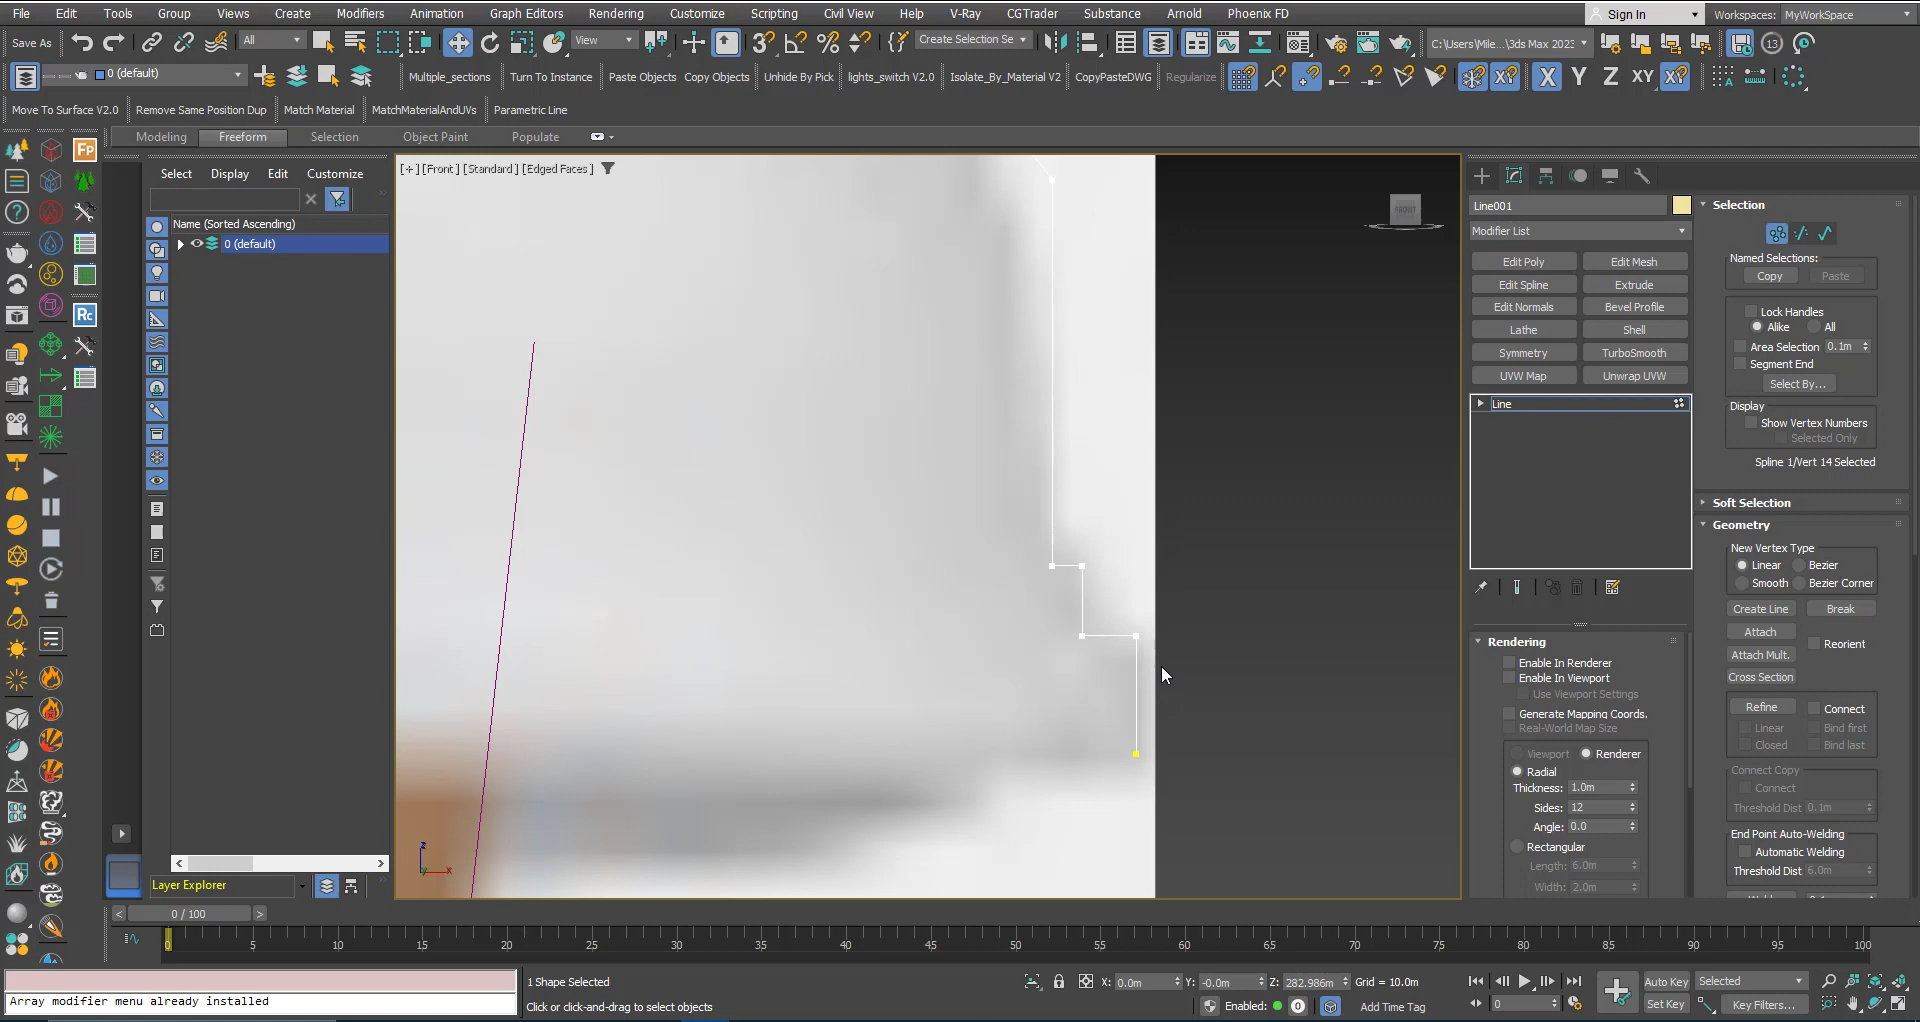 File Edit Tools Group Views Create Modifiers Animation Graph Editors Rendering Customize Scripting Civil View Help V-Ray CGTrader Substance Arnold Phoenix FD Sign In Workspaces: MyWorkSpace
Save As All View Create Selection Se C:\Users\Mile...\3ds Max 2023 13
0 (default) Multiple_sections Turn To Instance Paste Objects Copy Objects Unhide By Pick lights_switch V2.0 Isolate_By_Material V2 CopyPasteDWG Regularize X Y Z XY XY
Move To Surface V2.0 Remove Same Position Dup Match Material MatchMaterialAndUVs Parametric Line
Modeling Freeform Selection Object Paint Populate
Select Display Edit Customize
[+] [Front] [Standard] [Edged Faces]
Name (Sorted Ascending)
0 (default)
FRONT
Fp
Rc
Line001
Modifier List
Edit Poly Edit Mesh
Edit Spline Extrude
Edit Normals Bevel Profile
Lathe Shell
Symmetry TurboSmooth
UVW Map Unwrap UVW
Line
Rendering
Enable In Renderer
Enable In Viewport
Use Viewport Settings
Generate Mapping Coords.
Real-World Map Size
Viewport Renderer
Radial
Thickness: 1.0m
Sides: 12
Angle: 0.0
Rectangular
Length: 6.0m
Width: 2.0m
Selection
Named Selections:
Copy Paste
Lock Handles
Alike All
Area Selection 0.1m
Segment End
Select By...
Display
Show Vertex Numbers
Selected Only
Spline 1/Vert 14 Selected
Soft Selection
Geometry
New Vertex Type
Linear Bezier
Smooth Bezier Corner
Create Line Break
Attach
Reorient
Attach Mult.
Cross Section
Refine Connect
Linear Bind first
Closed Bind last
Connect Copy
Connect
Threshold Dist 0.1m
End Point Auto-Welding
Automatic Welding
Threshold Dist 6.0m
z
x
Layer Explorer
< 0 / 100 >
0 5 10 15 20 25 30 35 40 45 50 55 60 65 70 75 80 85 90 95 100
1 Shape Selected X: 0.0m Y: -0.0m Z: 282.986m Grid = 10.0m Auto Key Selected
Array modifier menu already installed Click or click-and-drag to select objects Enabled: 0 Add Time Tag 0 Set Key Key Filters...